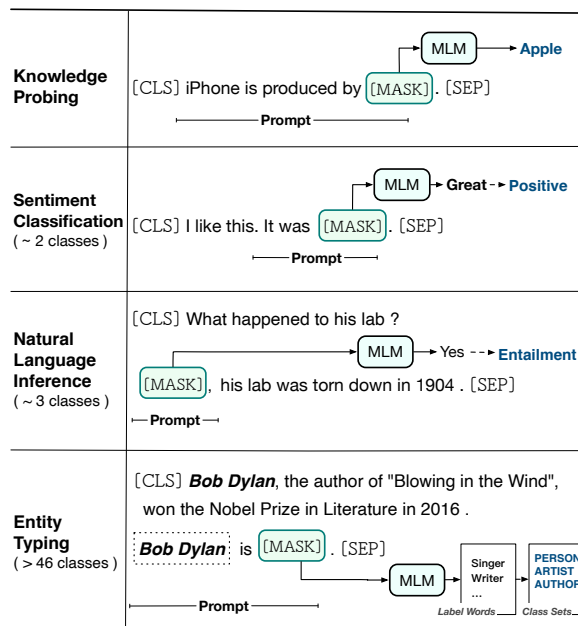 MLM Apple
Knowledge
Probing
[CLS] iPhone is produced by [MASK]. [SEP]
Prompt
MLM Great Positive
Sentiment
Classification
( ~ 2 classes )
[CLS] I like this. It was [MASK]. [SEP]
Prompt
[CLS] What happened to his lab ?
Natural
Language
Inference
( ~ 3 classes )
MLM Yes Entailment
[MASK], his lab was torn down in 1904 . [SEP]
Prompt
[CLS] Bob Dylan, the author of "Blowing in the Wind",
won the Nobel Prize in Literature in 2016 .
Entity
Typing
( > 46 classes )
Bob Dylan is [MASK] . [SEP]
MLM
Singer
Writer
...
PERSON
ARTIST
AUTHOR
Prompt
Label Words
Class Sets